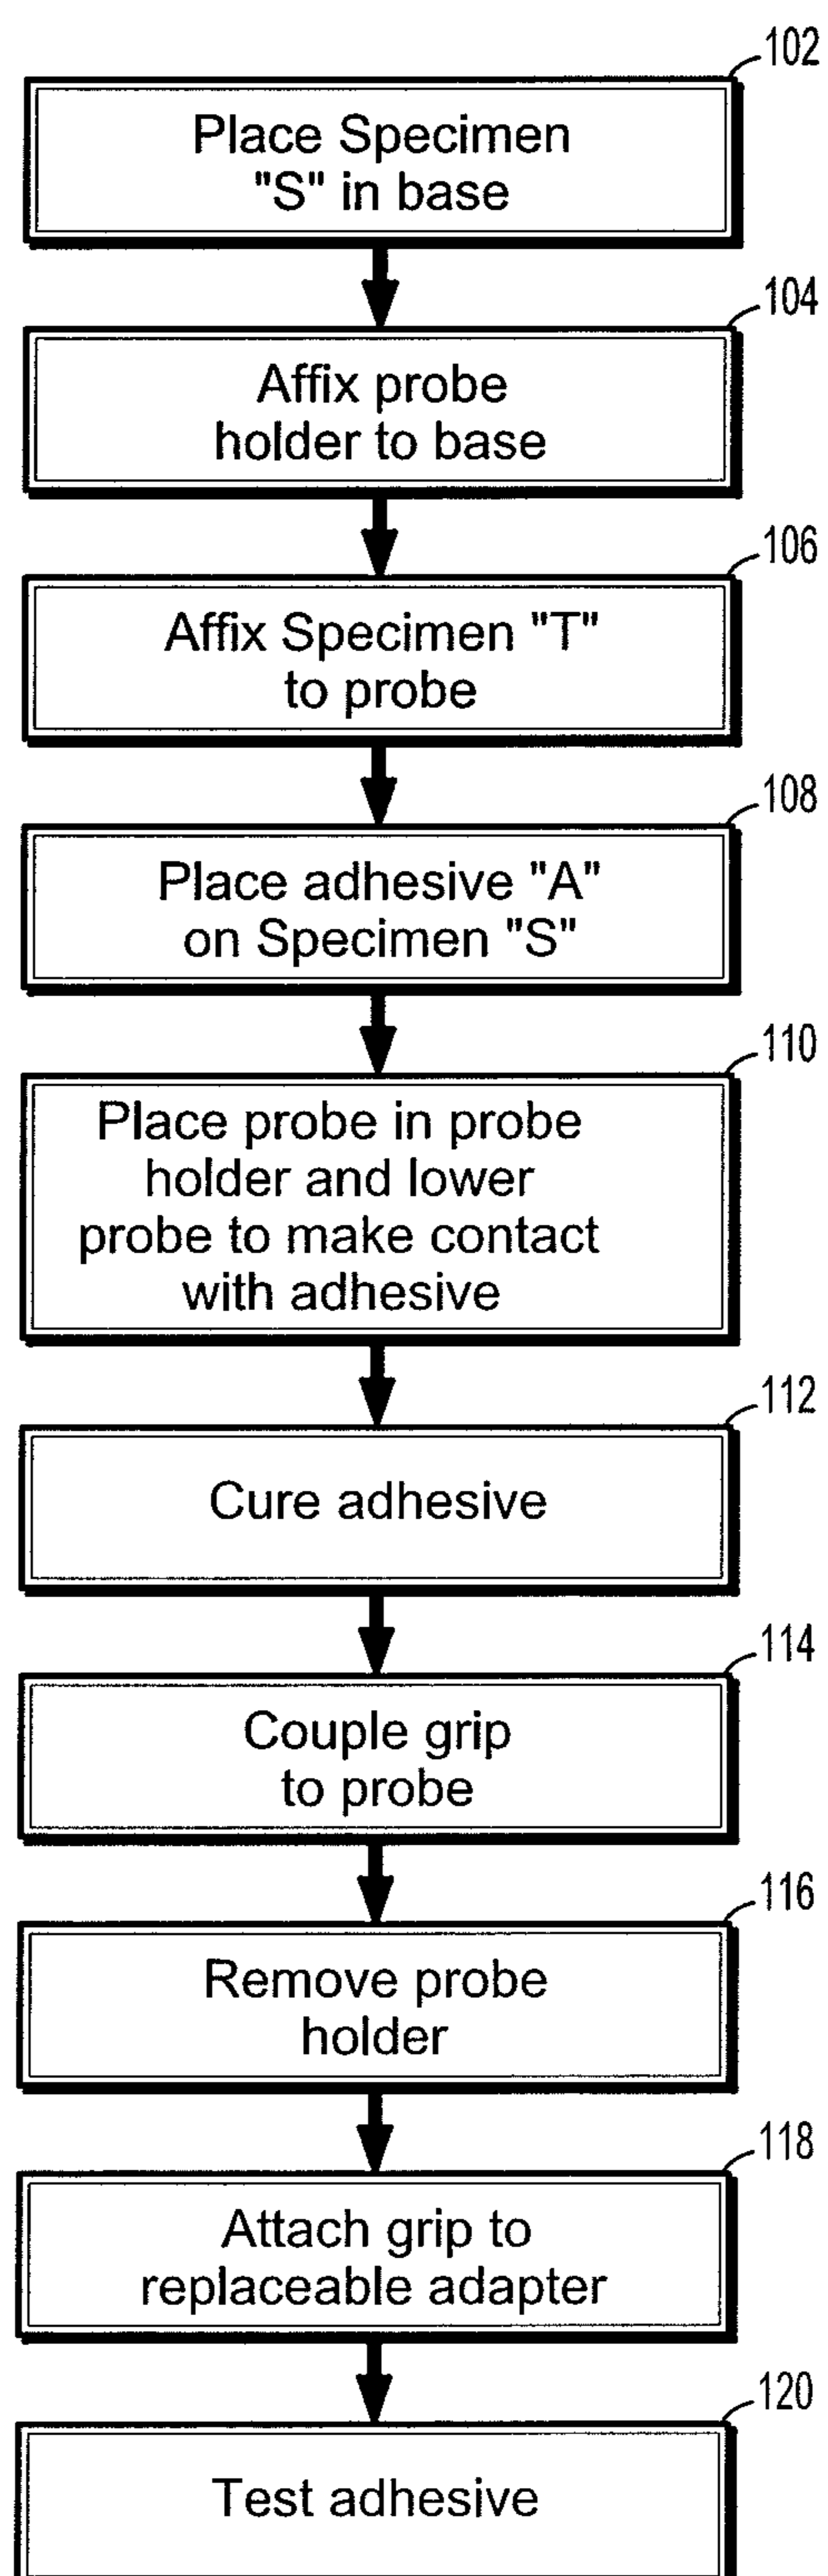 102
Place Specimen
"S" in base
104
Affix probe
holder to base
106
Affix Specimen "T"
to probe
108
Place adhesive "A"
on Specimen "S"
110
Place probe in probe
holder and lower
probe to make contact
with adhesive
112
Cure adhesive
114
Couple grip
to probe
116
Remove probe
holder
118
Attach grip to
replaceable adapter
120
Test adhesive